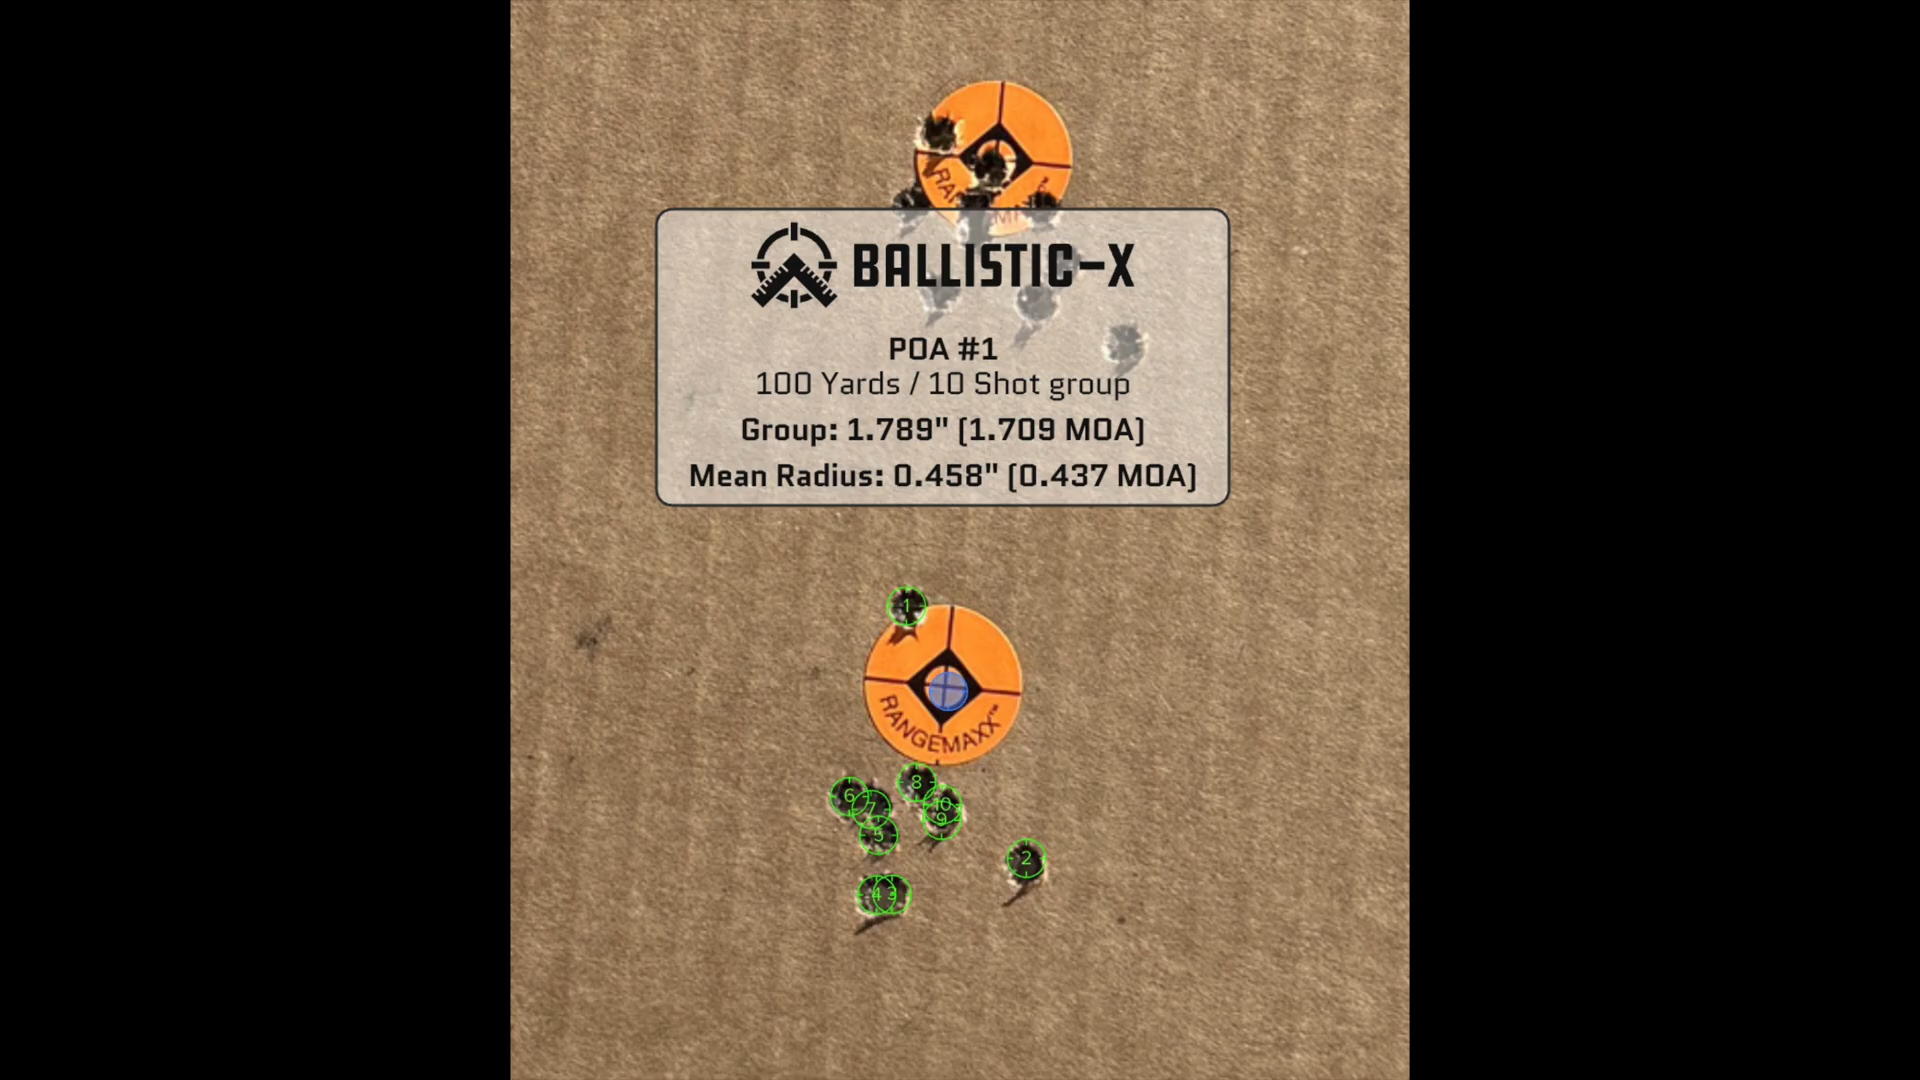 BALLISTIC-X
POA #1
100 Yards / 10 Shot group
Group: 1.789" (1.709 MOA)
Mean Radius: 0.458" (0.437 MOA)
1
RANGEMAXX™
6
7
8
10
9
5
2
4
3